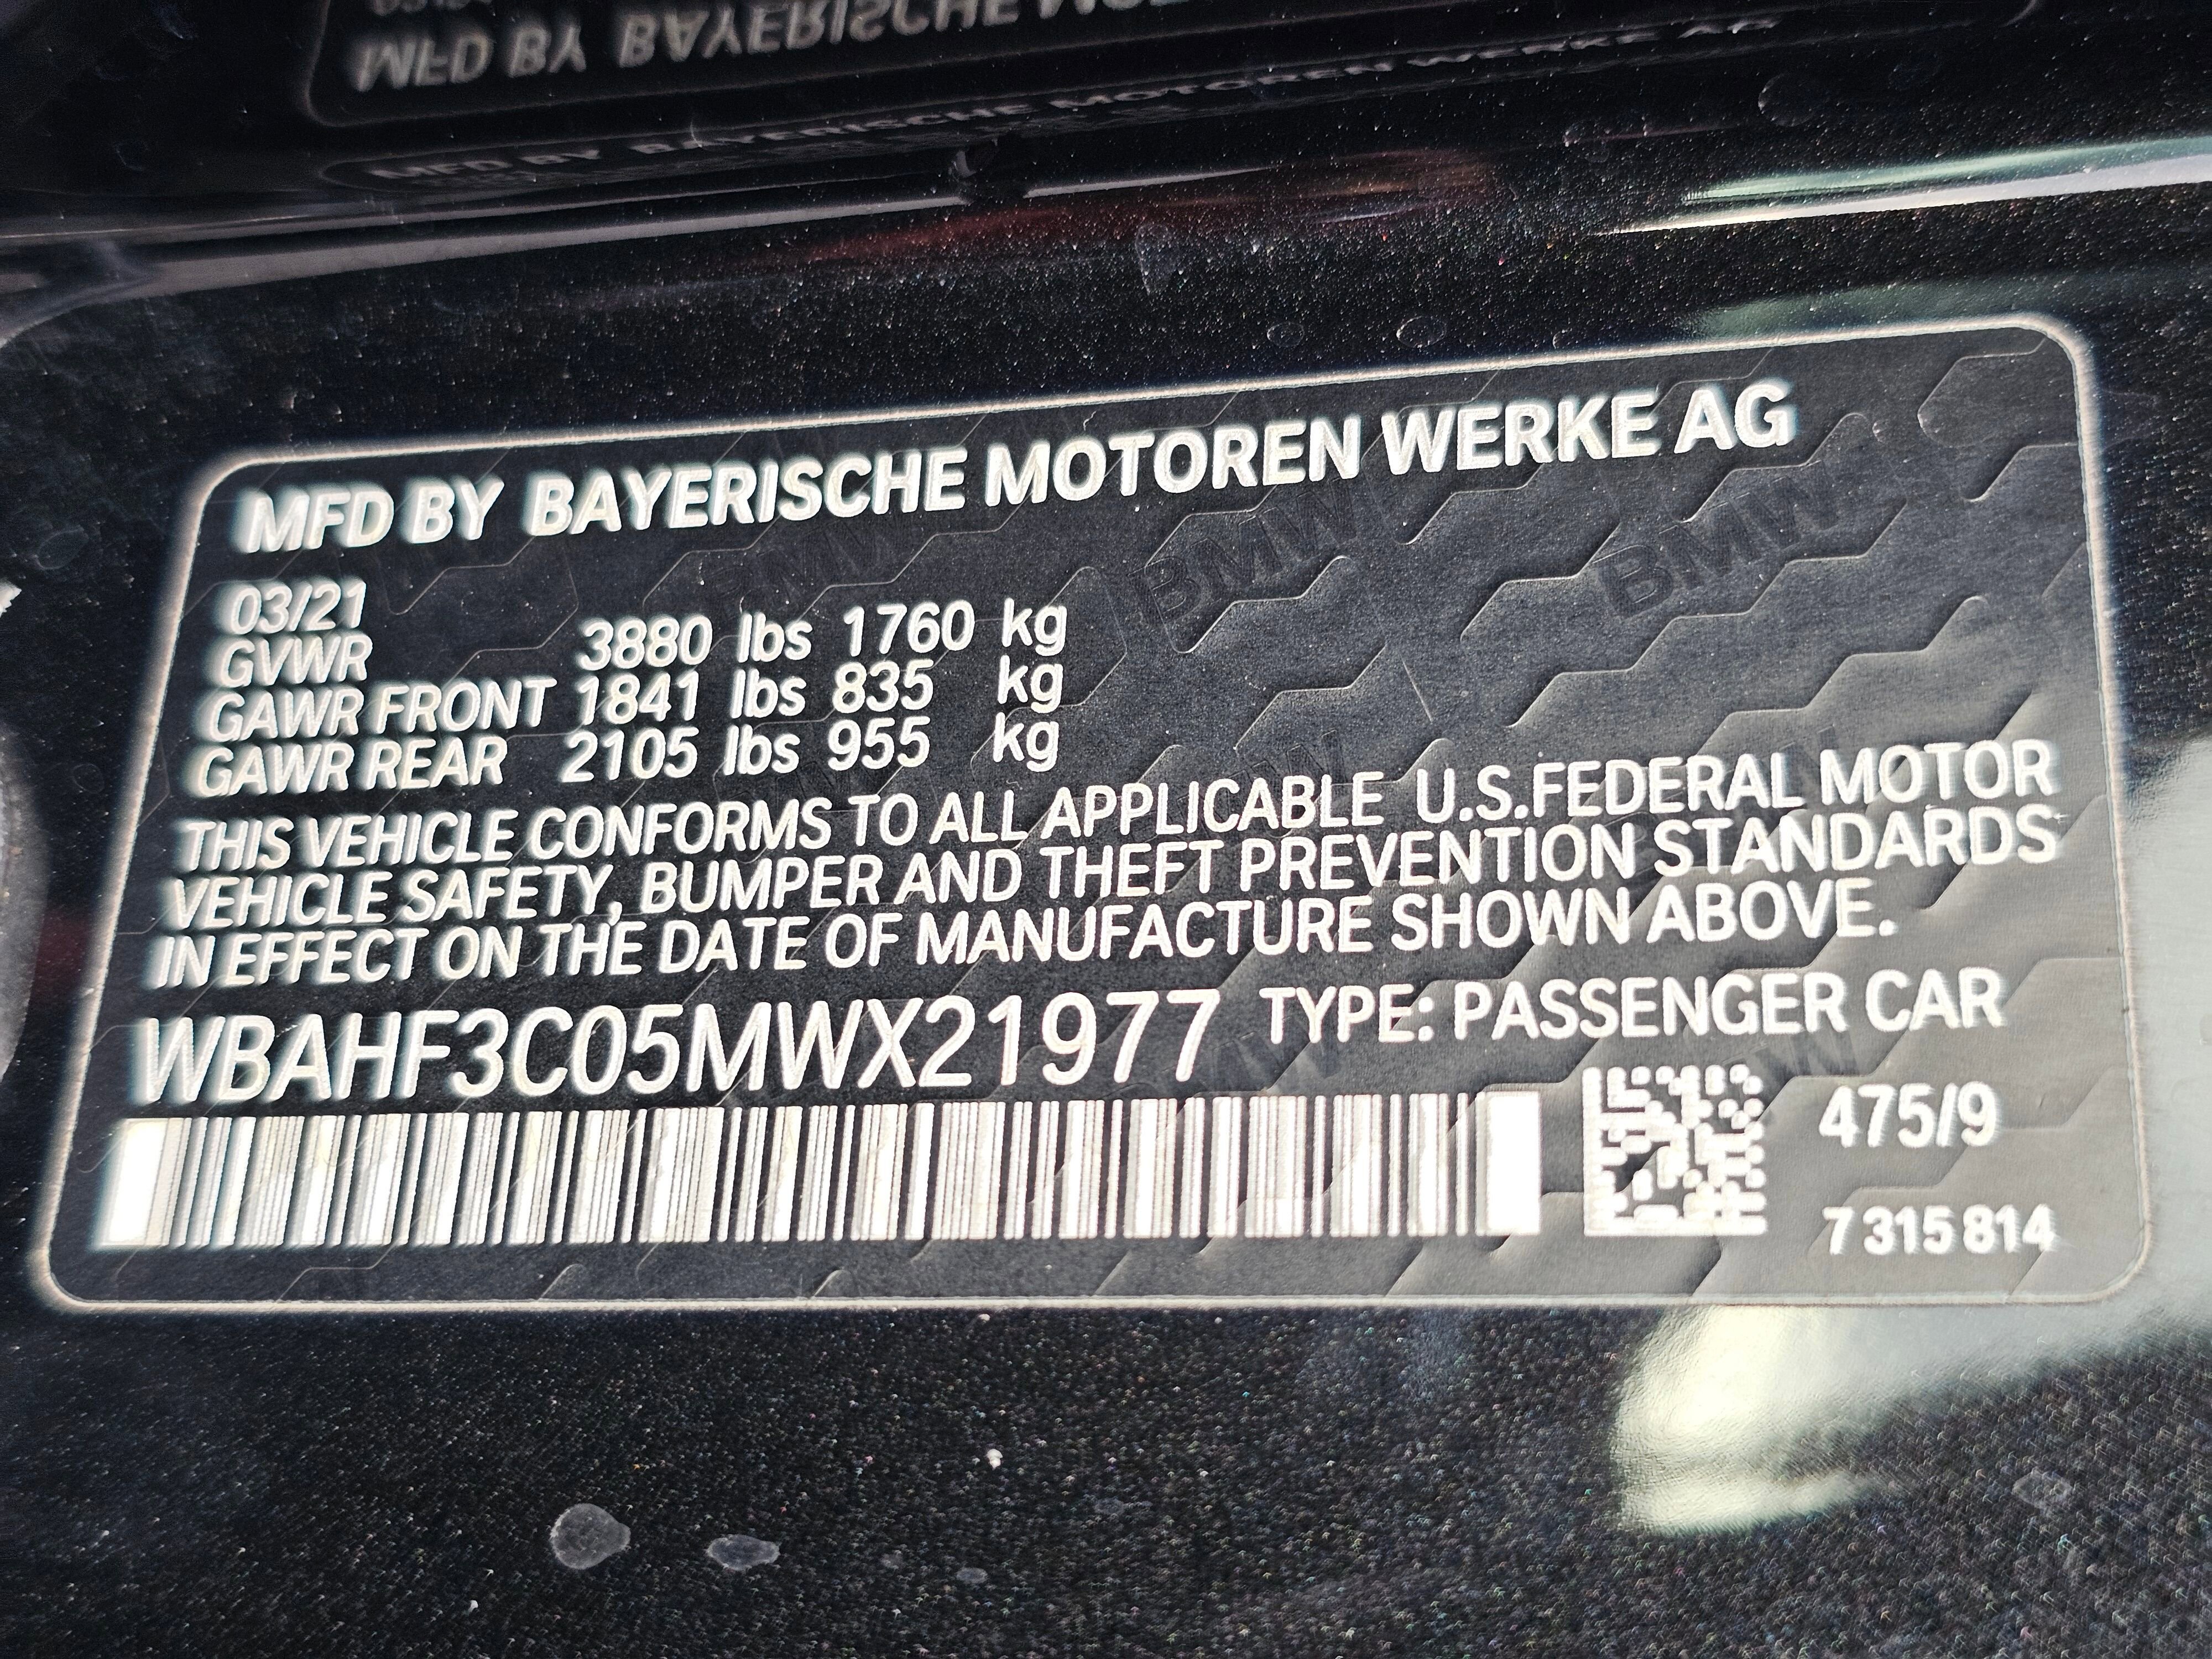 MFD BY BAYERISCHE MOTOREN WERKE AG
MFD BY BAYERISCHE MOTOREN WERKE AG
03/21
GVWR 3880 lbs 1760 kg
GAWR FRONT 1841 lbs 835 kg
GAWR REAR 2105 lbs 955 kg
THIS VEHICLE CONFORMS TO ALL APPLICABLE U.S.FEDERAL MOTOR
VEHICLE SAFETY, BUMPER AND THEFT PREVENTION STANDARDS
IN EFFECT ON THE DATE OF MANUFACTURE SHOWN ABOVE.
WBAHF3C05MWX21977 TYPE: PASSENGER CAR
475/9
7 315 814
BMW
BMW